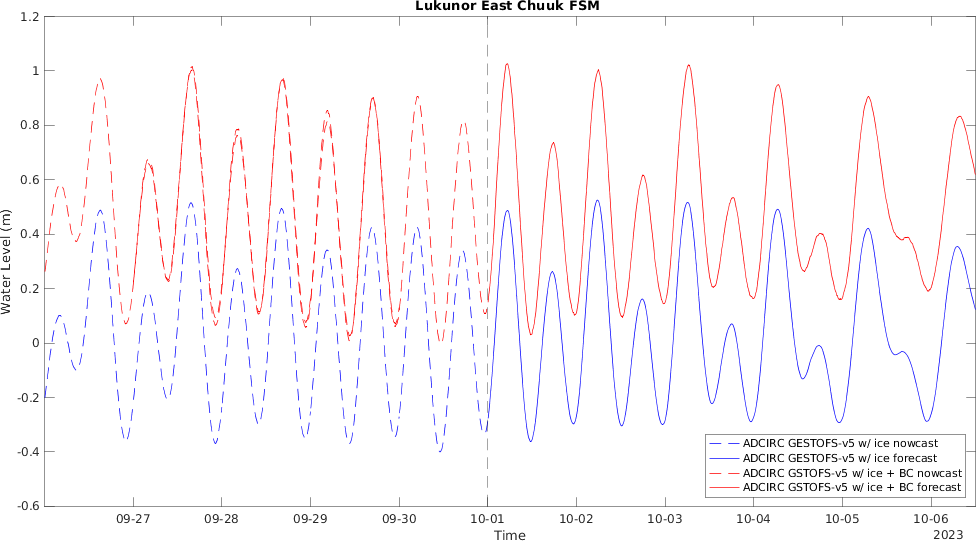 Lukunor East Chuuk FSM
1.2
1
0.8
0.6
0.4
0.2
0
-0.2
-0.4
-0.6
Water Level (m)
ADCIRC GESTOFS-v5 w/ ice nowcast
ADCIRC GESTOFS-v5 w/ ice forecast
ADCIRC GSTOFS-v5 w/ ice + BC nowcast
ADCIRC GSTOFS-v5 w/ ice + BC forecast
09-27 09-28 09-29 09-30 10-01 10-02 10-03 10-04 10-05 10-06
Time
2023